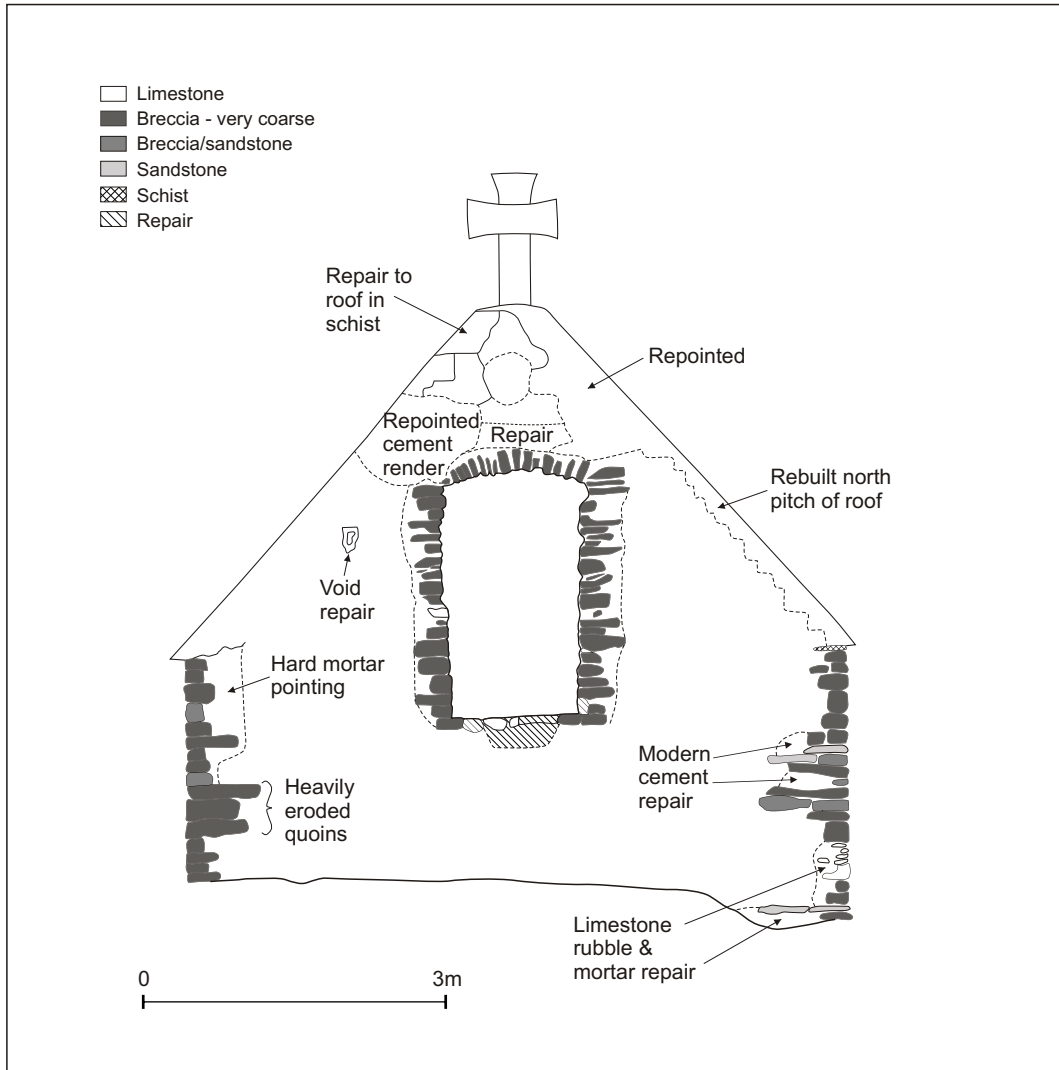 Limestone
Breccia - very coarse
Breccia/sandstone
Sandstone
Schist
Repair
Repair to
roof in
schist
Repointed
Repointed
cement
render
Repair
Rebuilt north
pitch of roof
Void
repair
Hard mortar
pointing
Modern
cement
repair
Heavily
eroded
quoins
Limestone
rubble &
mortar repair
0
3m